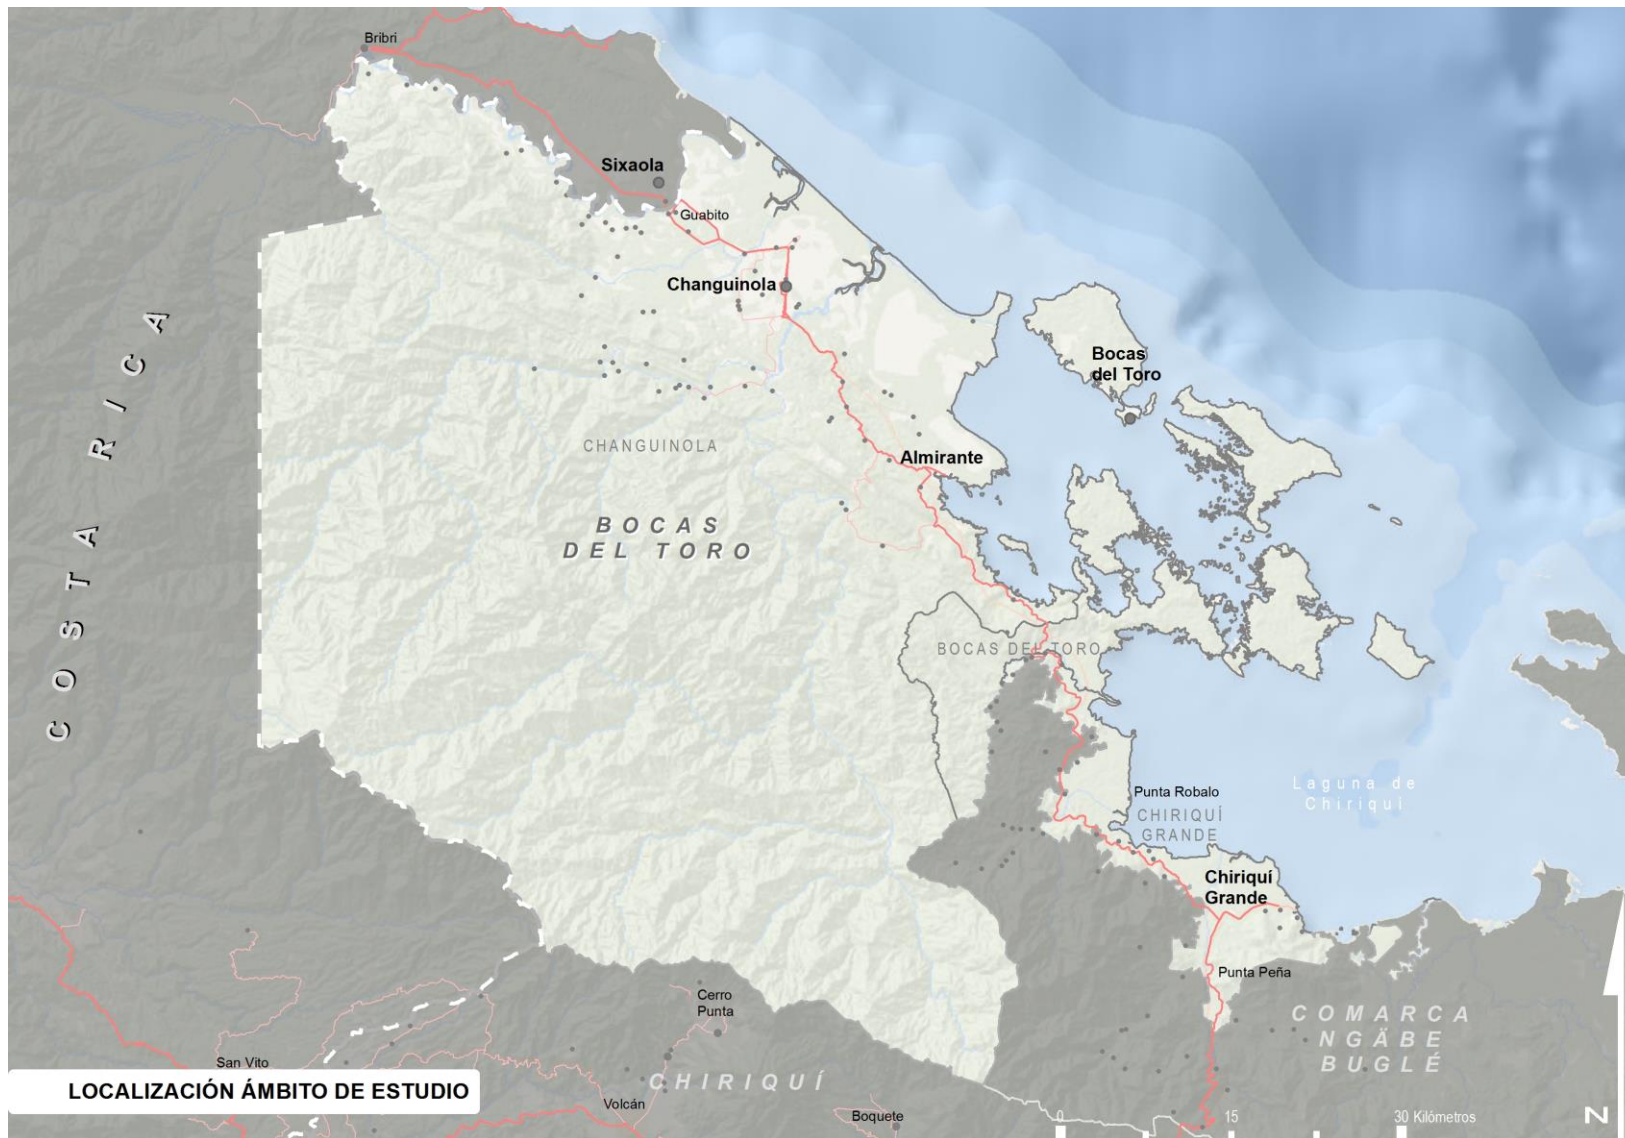 Bribri
Sixaola
Guabito
Changuinola
Bocas
del Toro
CHANGUINOLA
Almirante
BOCAS
DEL TORO
COSTA RICA
BOCAS DEL TORO
Laguna de
Chiriquí
Punta Robalo
CHIRIQUÍ
GRANDE
Chiriquí
Grande
Punta Peña
Cerro
Punta
COMARCA
NGÄBE
BUGLÉ
San Vito
CHIRIQUÍ
LOCALIZACIÓN ÁMBITO DE ESTUDIO
Volcán
Boquete
0 15 30 Kilómetros
N